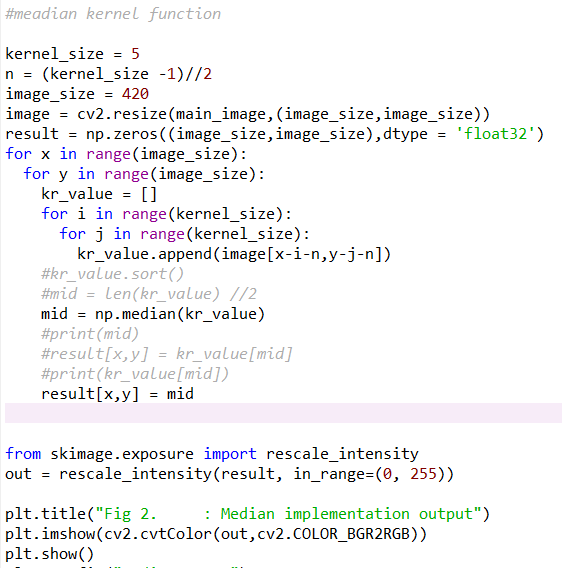 #meadian kernel function
kernel_size = 5
n = (kernel_size -1)//2
image_size = 420
image = cv2.resize(main_image,(image_size,image_size))
result = np.zeros((image_size,image_size),dtype = 'float32')
for x in range(image_size):
  for y in range(image_size):
    kr_value = []
    for i in range(kernel_size):
      for j in range(kernel_size):
        kr_value.append(image[x-i-n,y-j-n])
    #kr_value.sort()
    #mid = len(kr_value) //2
    mid = np.median(kr_value)
    #print(mid)
    #result[x,y] = kr_value[mid]
    #print(kr_value[mid])
    result[x,y] = mid
from skimage.exposure import rescale_intensity
out = rescale_intensity(result, in_range=(0, 255))
plt.title("Fig 2.     : Median implementation output")
plt.imshow(cv2.cvtColor(out,cv2.COLOR_BGR2RGB))
plt.show()